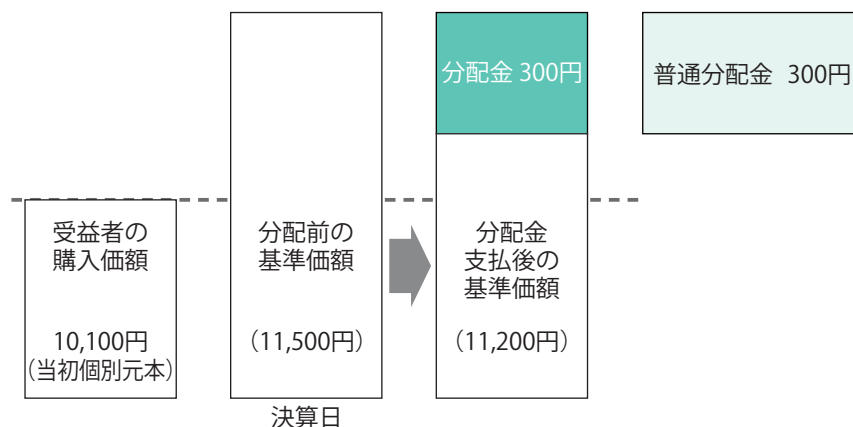 分配金 300円
普通分配金 300円
受益者の
購入価額
10,100円
（当初個別元本）
分配前の
基準価額
（11,500円）
分配金
支払後の
基準価額
（11,200円）
決算日